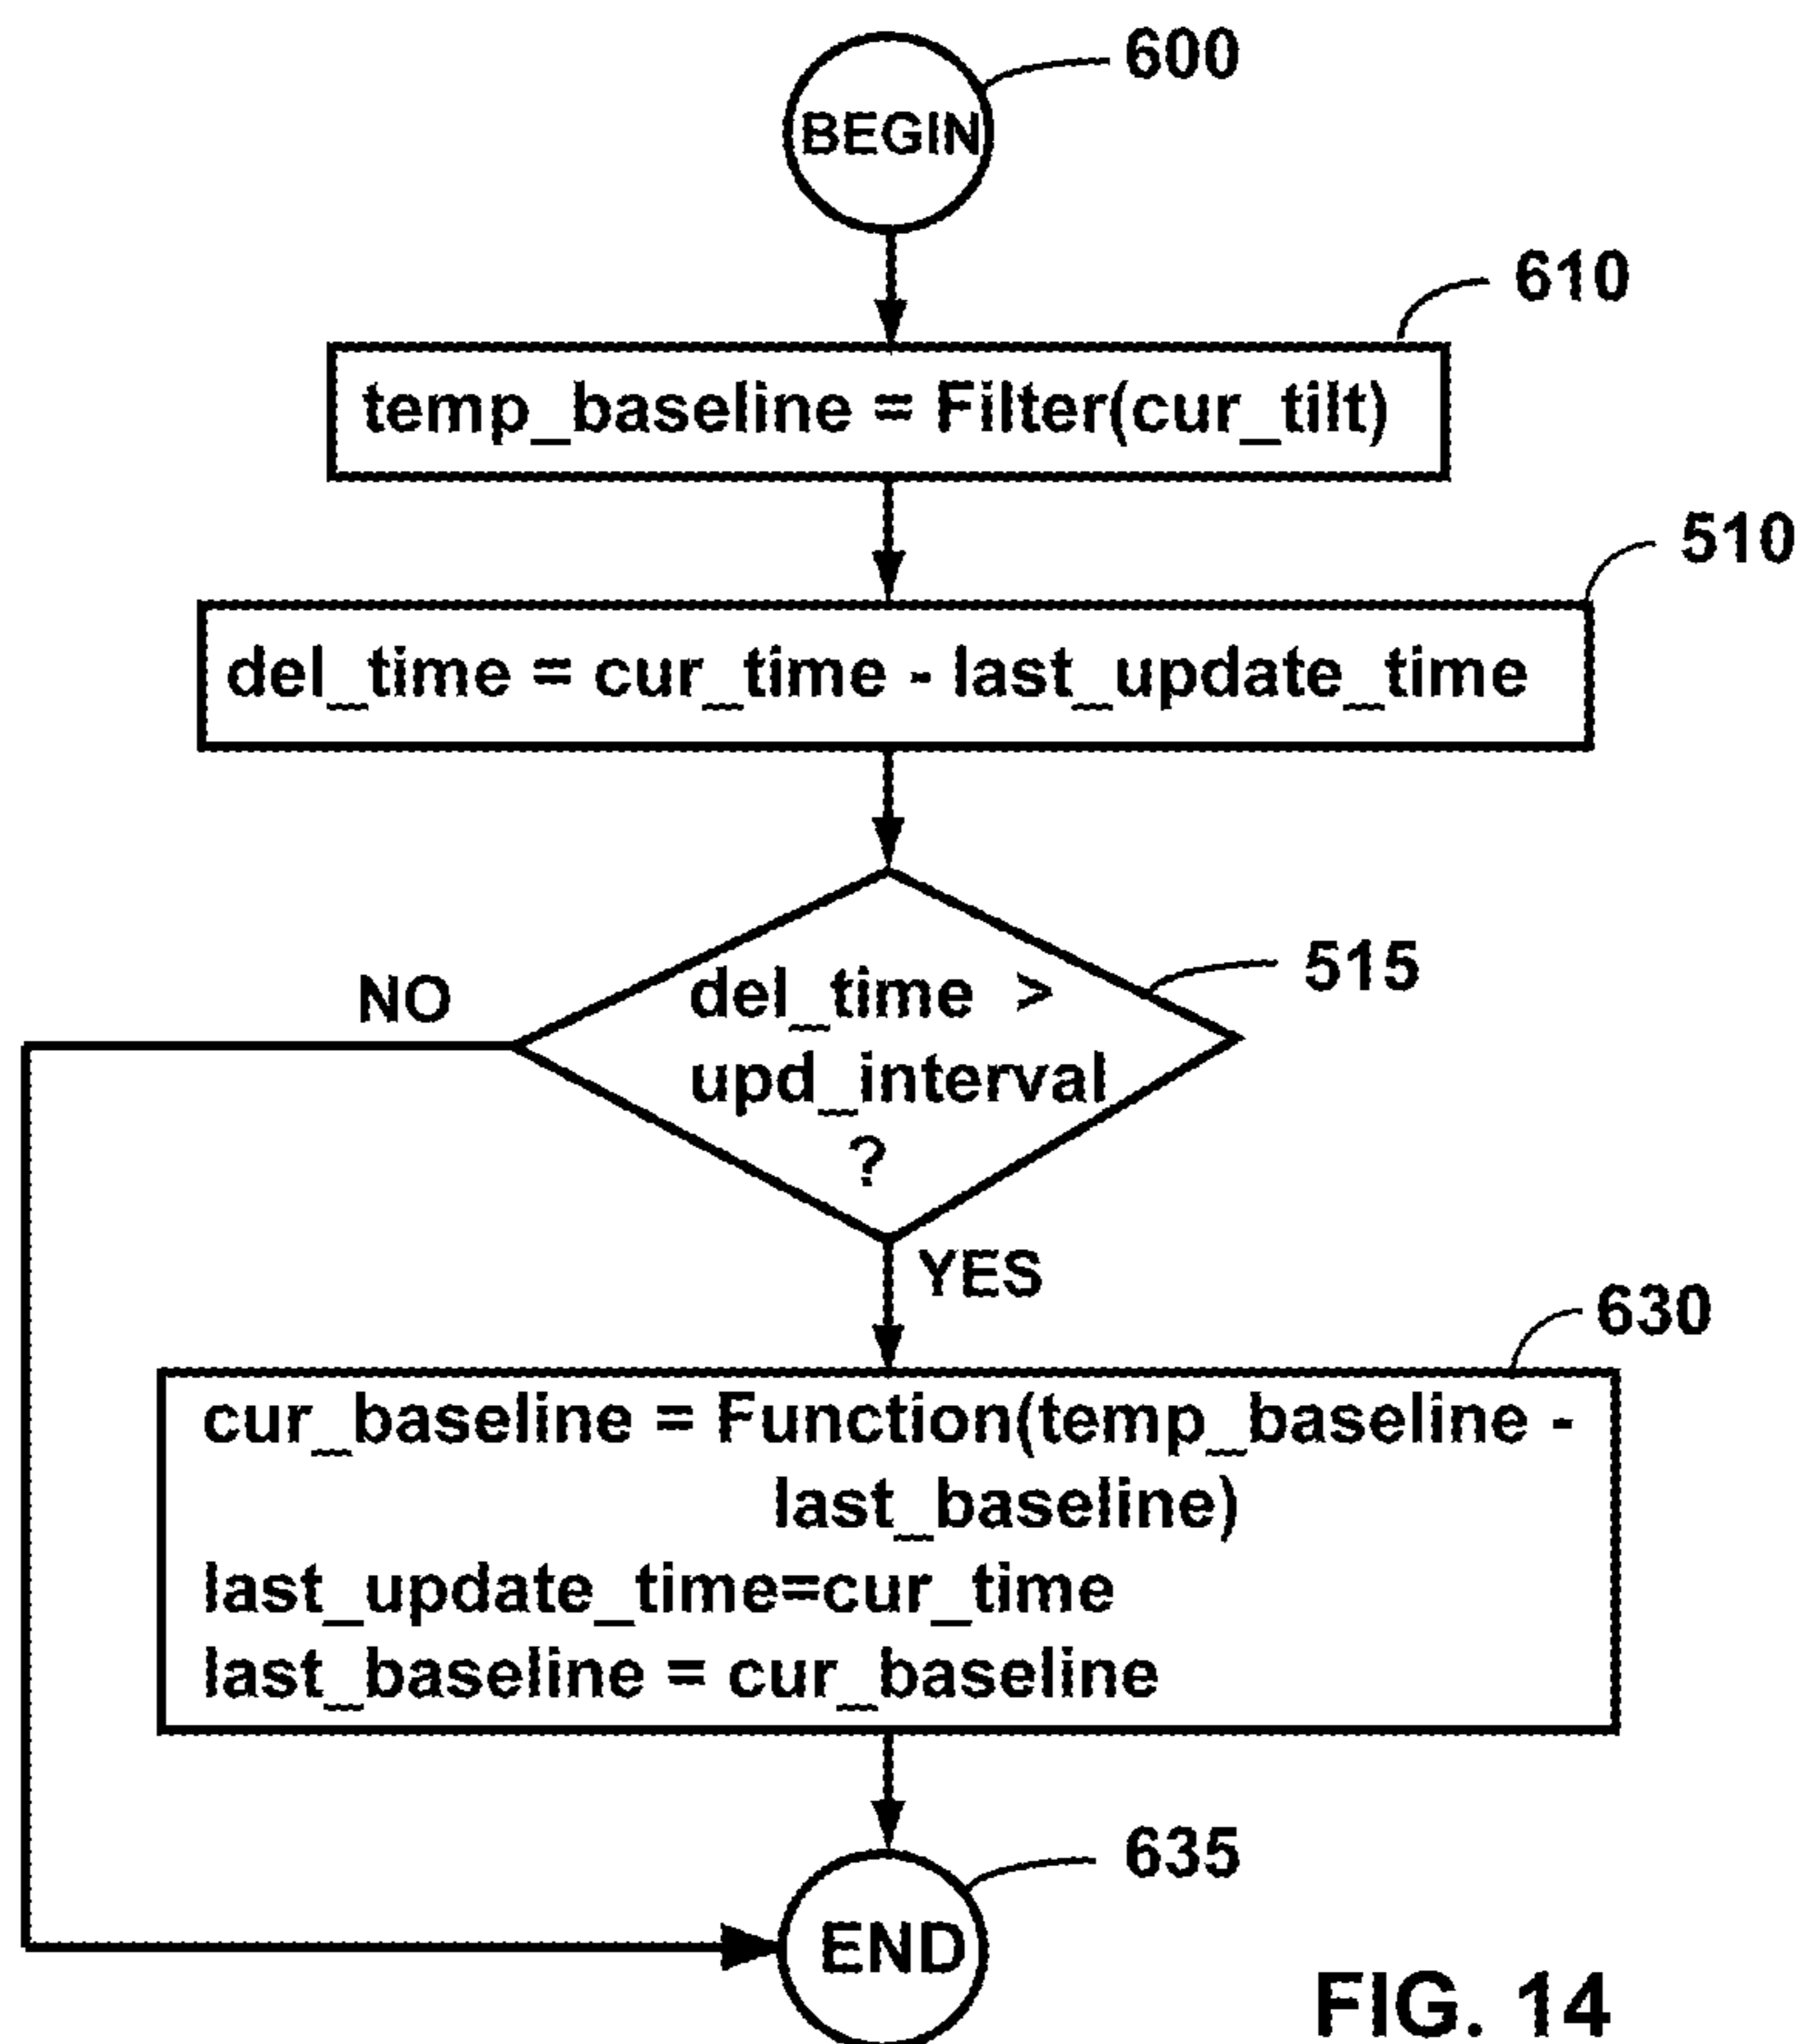 600
BEGIN
610
temp_baseline = Filter(cur_tilt)
510
del_time = cur_time - last_update_time
515
NO
del_time >
upd_interval
?
YES
630
cur_baseline = Function(temp_baseline -
last_baseline)
last_update_time=cur_time
last_baseline = cur_baseline
635
END
FIG. 14